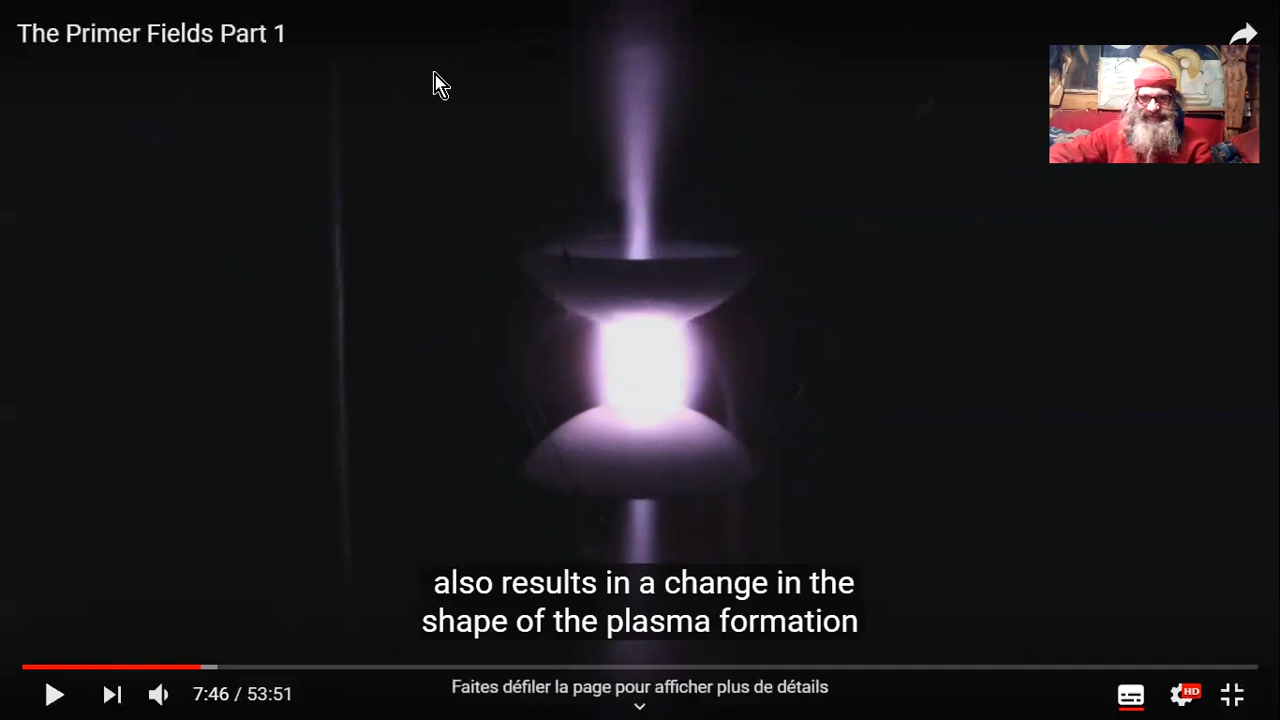 The Primer Fields Part 1
also results in a change in the
shape of the plasma formation
7:46 / 53:51
Faites défiler la page pour afficher plus de détails
HD